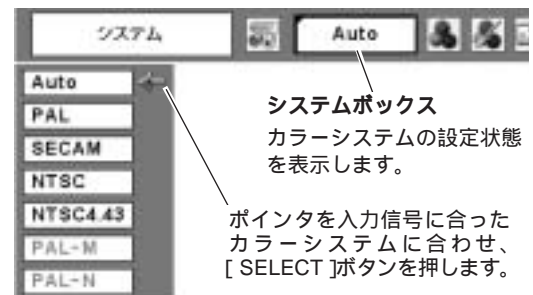 システム
Auto
Auto
PAL
SECAM
NTSC
NTSC4.43
PAL-M
PAL-N
システムボックス
カラーシステムの設定状態
を表示します。
ポインタを入力信号に合った
カラーシステムに合わせ、
[ SELECT ]ボタンを押します。